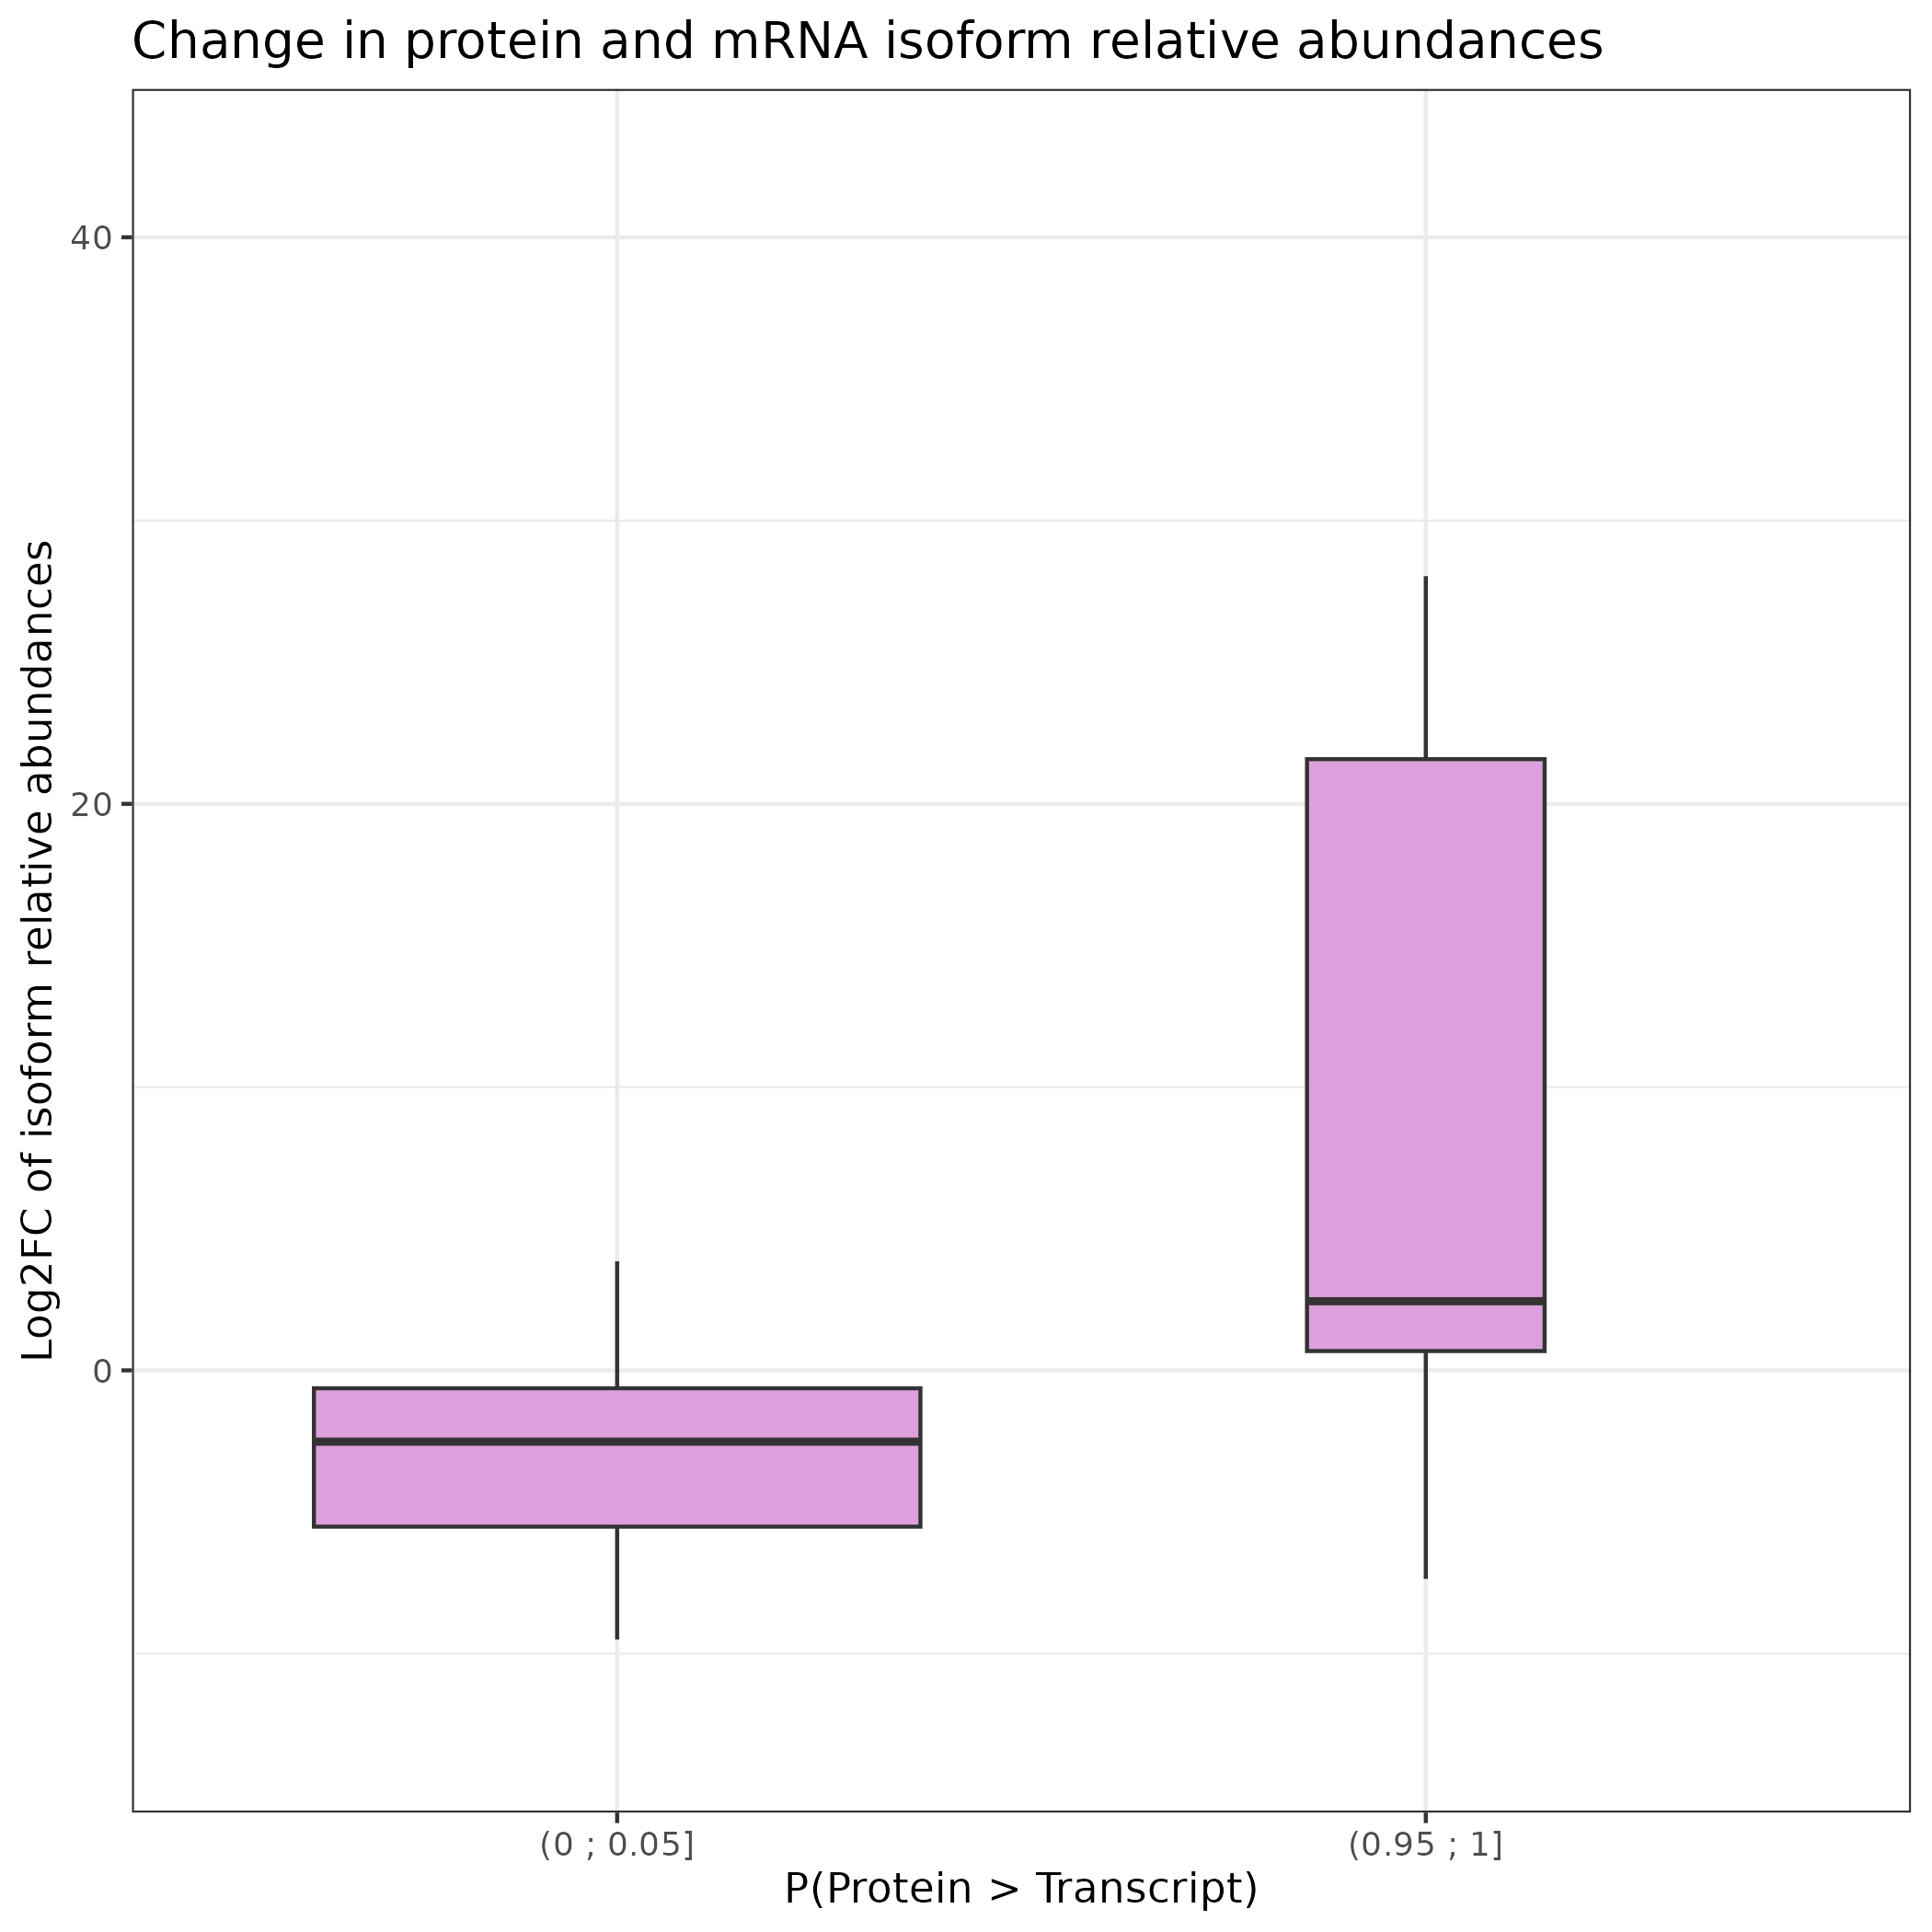 Change in protein and mRNA isoform relative abundances
Log2FC of isoform relative abundances
40
20
0
(0 ; 0.05]
(0.95 ; 1]
P(Protein > Transcript)